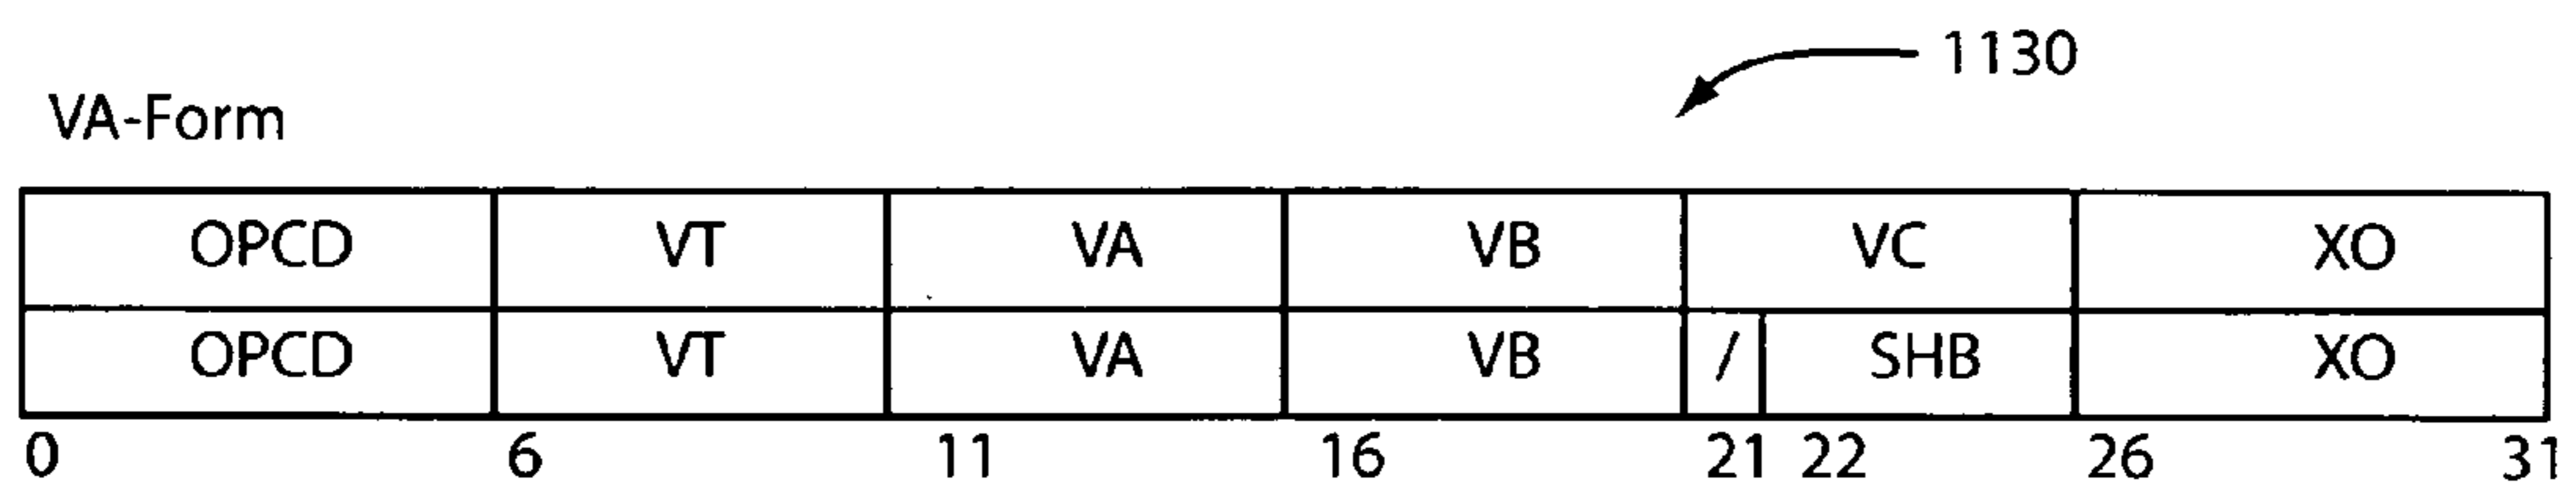 1130
VA-Form
OPCD VT VA VB VC XO
OPCD VT VA VB / SHB XO
0 6 11 16 21 22 26 31